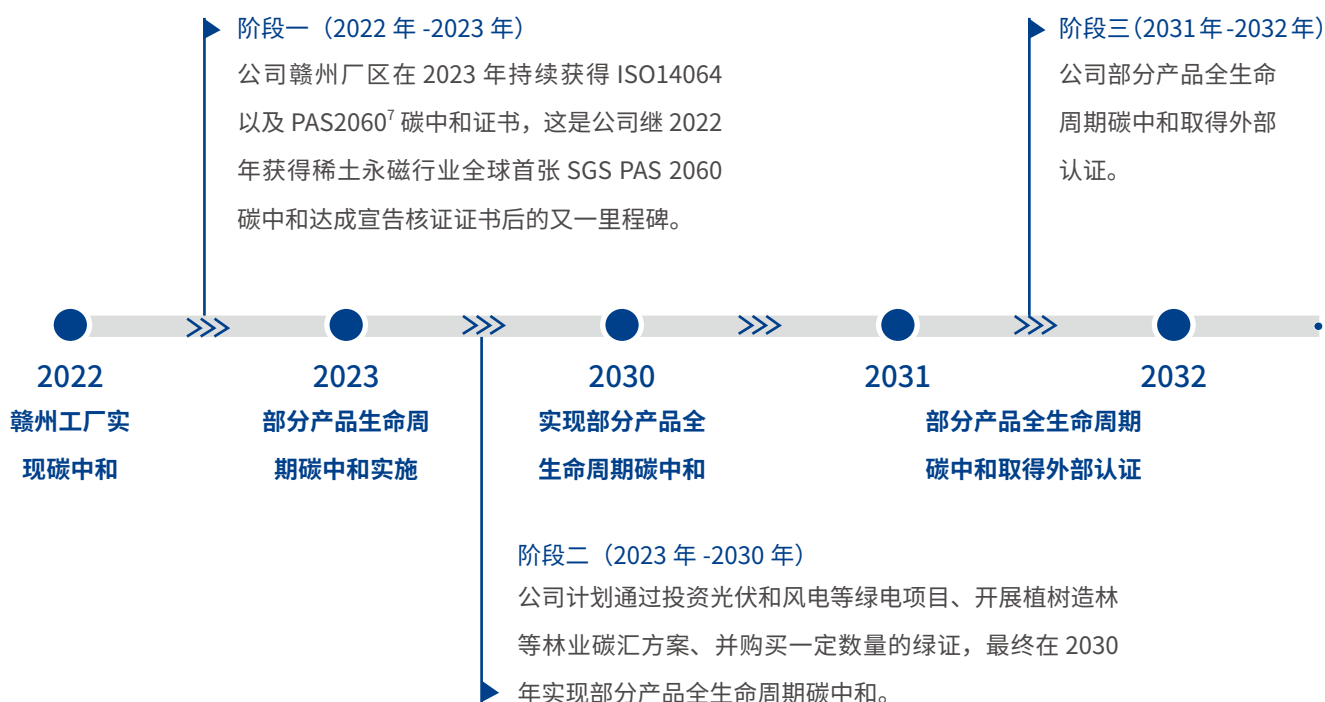 阶段一（2022 年 -2023 年）
公司赣州厂区在 2023 年持续获得 ISO14064
以及 PAS2060⁷ 碳中和证书，这是公司继 2022
年获得稀土永磁行业全球首张 SGS PAS 2060
碳中和达成宣告核证证书后的又一里程碑。
阶段三（2031 年 -2032 年）
公司部分产品全生命
周期碳中和取得外部
认证。
2022
赣州工厂实
现碳中和
2023
部分产品生命周
期碳中和实施
2030
实现部分产品全
生命周期碳中和
2031
2032
部分产品全生命周期
碳中和取得外部认证
阶段二（2023 年 -2030 年）
公司计划通过投资光伏和风电等绿电项目、开展植树造林
等林业碳汇方案、并购买一定数量的绿证，最终在 2030
年实现部分产品全生命周期碳中和。